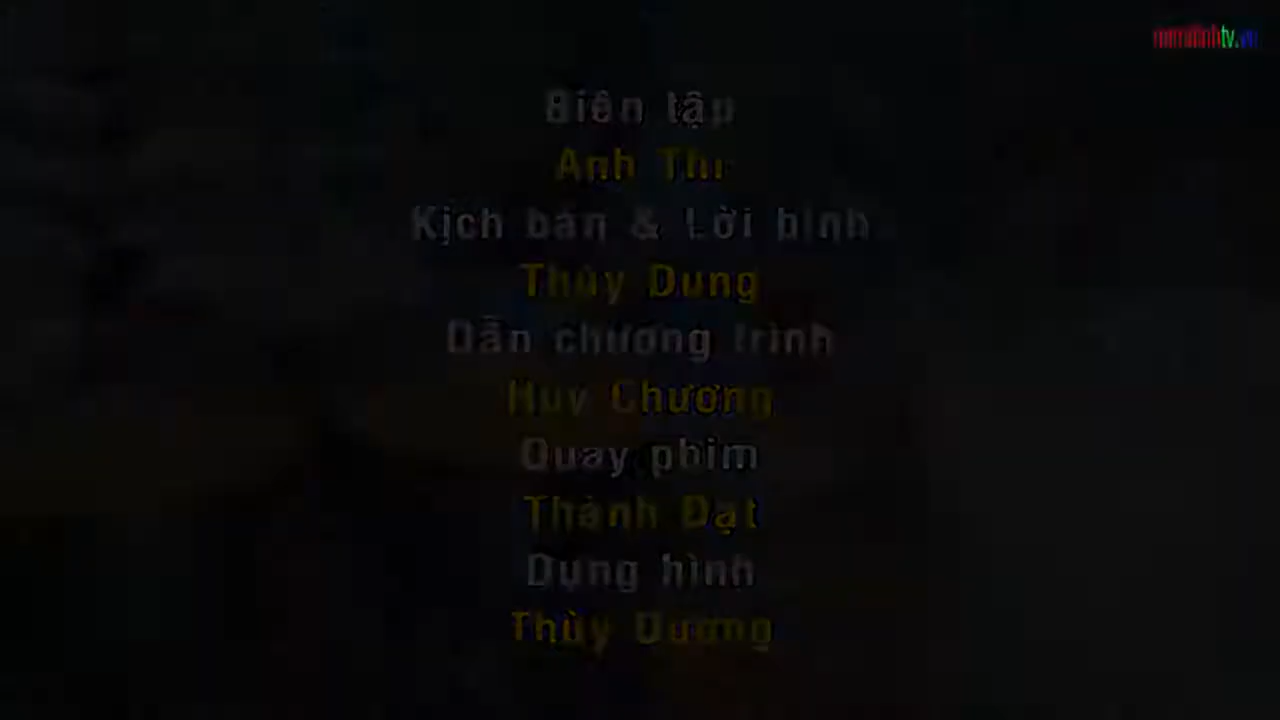 Biên tập
Anh Thi
Kịch bản & Lời bình
Thùy Dung
Dẫn chương trình
Huy Chương
Quay phim
Thành Đạt
Dựng hình
Thùy Dương